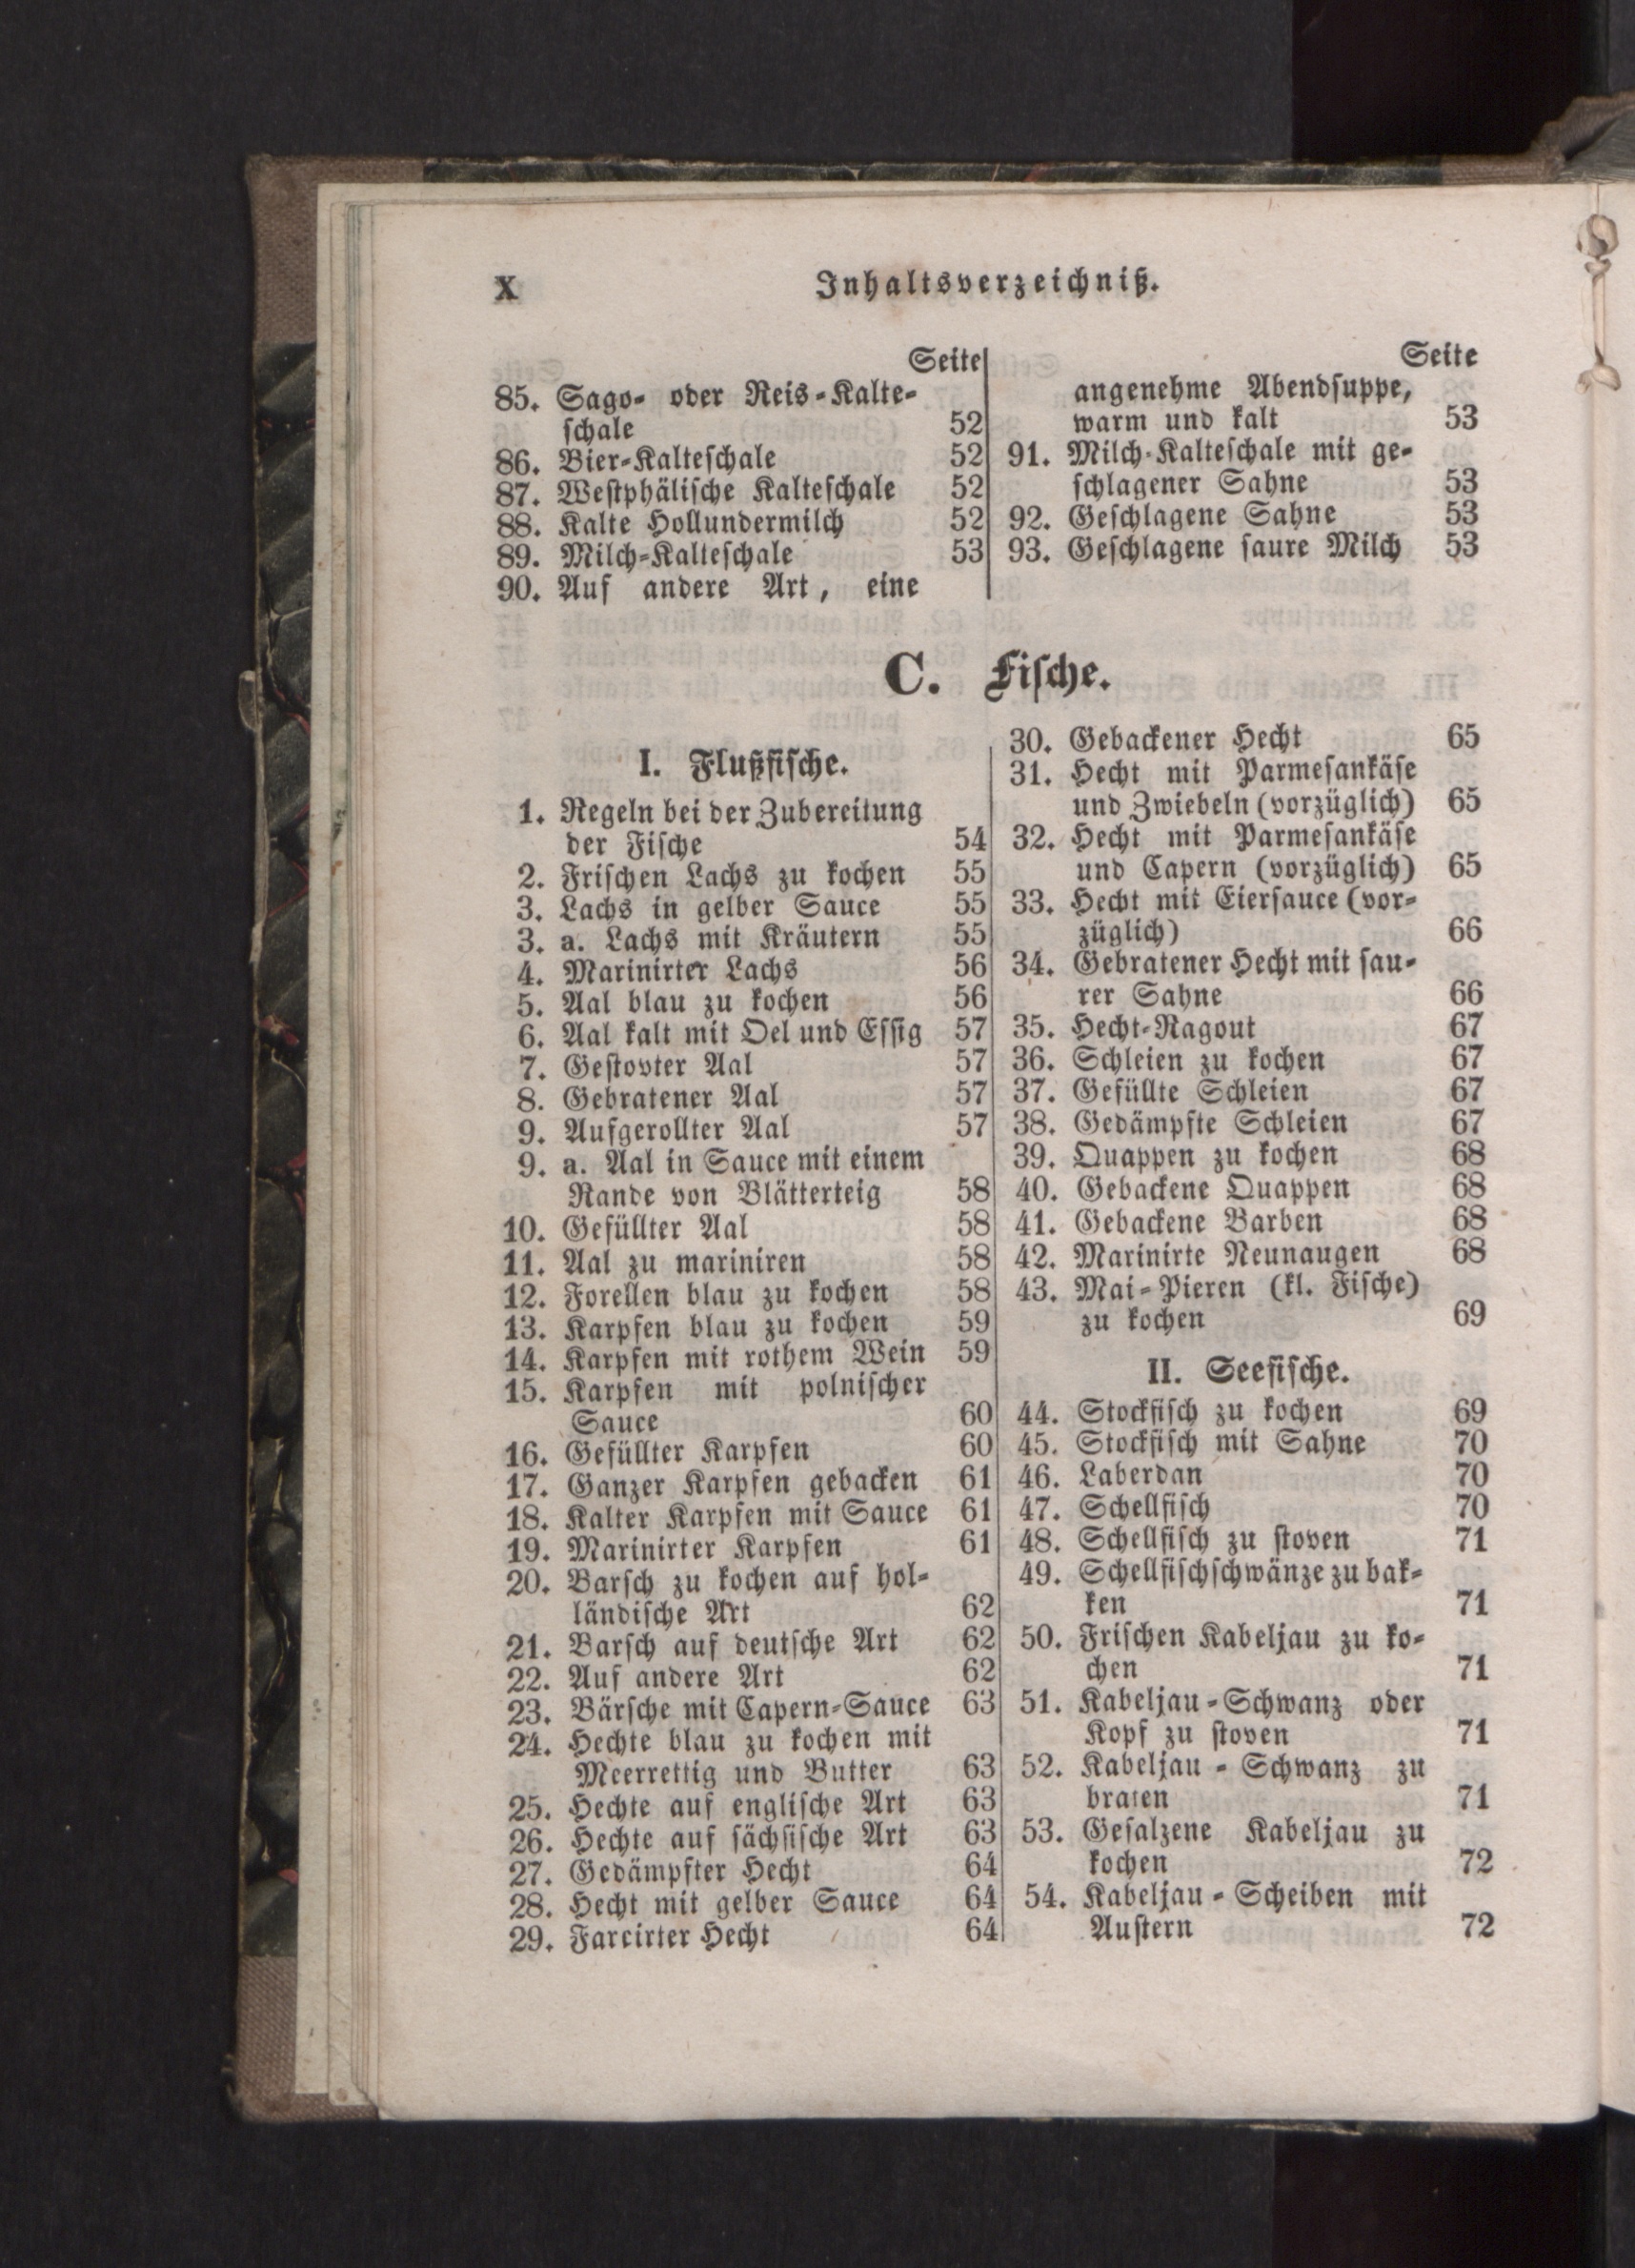 X Inhaltsverzeichniß.
Seite
85. Sago- oder Reis-Kalte-
schale 52
86. Bier-Kalteschale 52
87. Westphälische Kalteschale 52
88. Kalte Hollundermilch 52
89. Milch-Kalteschale 53
90. Auf andere Art, eine
Seite
angenehme Abendsuppe,
warm und kalt 53
91. Milch-Kalteschale mit ge-
schlagener Sahne 53
92. Geschlagene Sahne 53
93. Geschlagene saure Milch 53
C. Fische.
I. Flußfische.
1. Regeln bei der Zubereitung
der Fische 54
2. Frischen Lachs zu kochen 55
3. Lachs in gelber Sauce 55
3. a. Lachs mit Kräutern 55
4. Marinirter Lachs 56
5. Aal blau zu kochen 56
6. Aal kalt mit Oel und Essig 57
7. Gestovter Aal 57
8. Gebratener Aal 57
9. Aufgerollter Aal 57
9. a. Aal in Sauce mit einem
Rande von Blätterteig 58
10. Gefüllter Aal 58
11. Aal zu mariniren 58
12. Forellen blau zu kochen 58
13. Karpfen blau zu kochen 59
14. Karpfen mit rothem Wein 59
15. Karpfen mit polnischer
Sauce 60
16. Gefüllter Karpfen 60
17. Ganzer Karpfen gebacken 61
18. Kalter Karpfen mit Sauce 61
19. Marinirter Karpfen 61
20. Barsch zu kochen auf hol-
ländische Art 62
21. Barsch auf deutsche Art 62
22. Auf andere Art 62
23. Bärsche mit Capern-Sauce 63
24. Hechte blau zu kochen mit
Meerrettig und Butter 63
25. Hechte auf englische Art 63
26. Hechte auf sächsische Art 63
27. Gedämpfter Hecht 64
28. Hecht mit gelber Sauce 64
29. Farcirter Hecht 64
30. Gebackener Hecht 65
31. Hecht mit Parmesankäse
und Zwiebeln (vorzüglich) 65
32. Hecht mit Parmesankäse
und Capern (vorzüglich) 65
33. Hecht mit Eiersauce (vor-
züglich) 66
34. Gebratener Hecht mit sau-
rer Sahne 66
35. Hecht-Ragout 67
36. Schleien zu kochen 67
37. Gefüllte Schleien 67
38. Gedämpfte Schleien 67
39. Quappen zu kochen 68
40. Gebackene Quappen 68
41. Gebackene Barben 68
42. Marinirte Neunaugen 68
43. Mai-Pieren (kl. Fische)
zu kochen 69
II. Seefische.
44. Stockfisch zu kochen 69
45. Stockfisch mit Sahne 70
46. Laberdan 70
47. Schellfisch 70
48. Schellfisch zu stoven 71
49. Schellfischschwänze zu bak-
ken 71
50. Frischen Kabeljau zu ko-
chen 71
51. Kabeljau-Schwanz oder
Kopf zu stoven 71
52. Kabeljau-Schwanz zu
braten 71
53. Gesalzene Kabeljau zu
kochen 72
54. Kabeljau-Scheiben mit
Austern 72